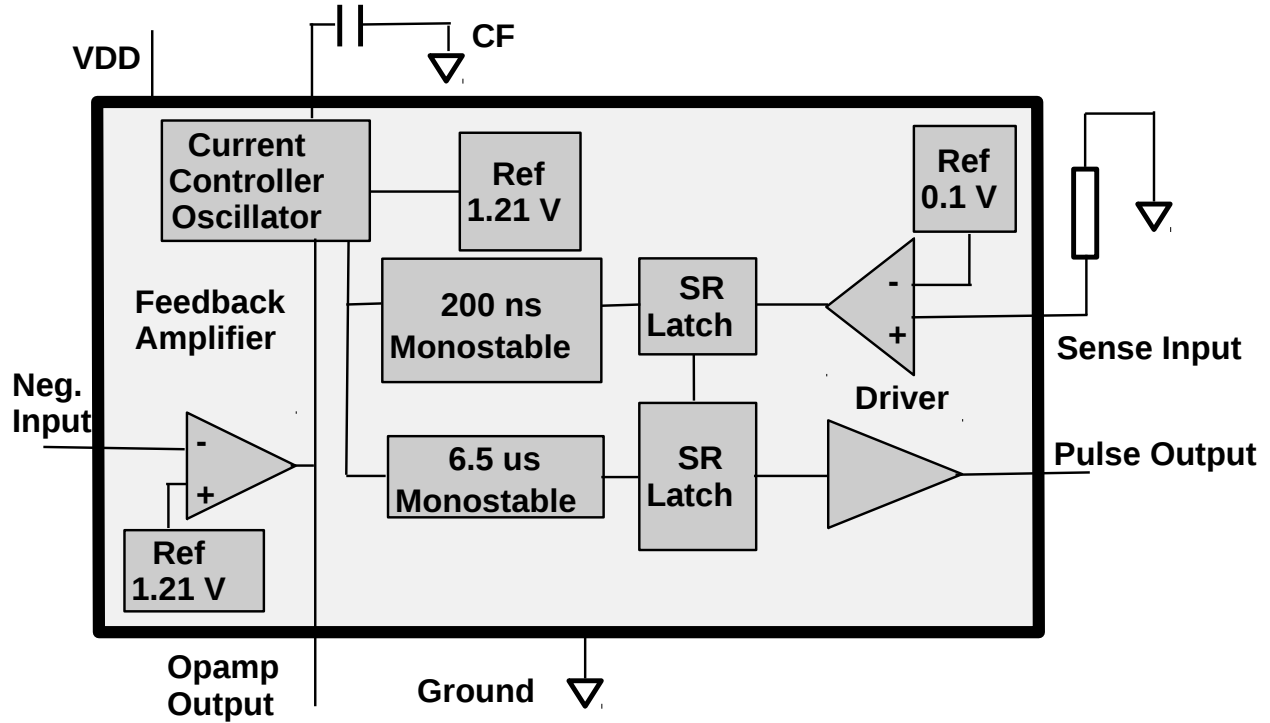 CF
VDD
Current
Controller
Oscillator
Ref
1.21 V
Ref
0.1 V
Feedback
Amplifier
200 ns
Monostable
SR
Latch
-
+
Sense Input
Driver
Neg.
Input
-
+
6.5 us
Monostable
SR
Latch
Pulse Output
Ref
1.21 V
Opamp
Output
Ground